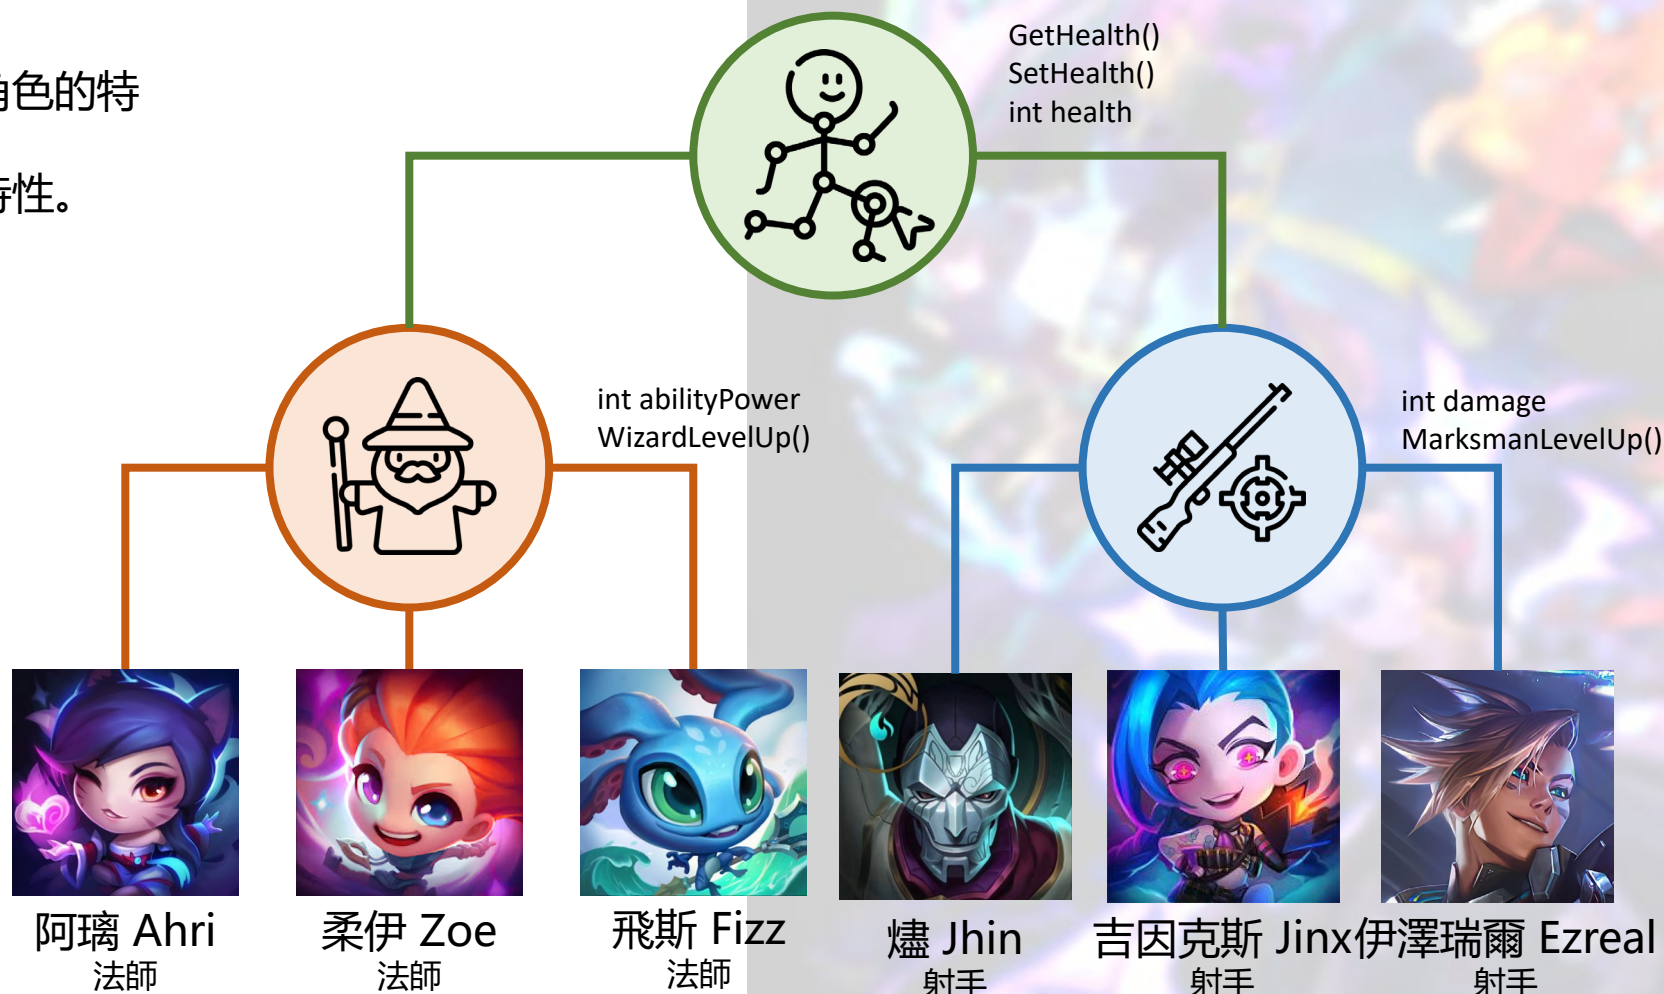 角色的特
特性。
GetHealth()
SetHealth()
int health
int abilityPower
WizardLevelUp()
int damage
MarksmanLevelUp()
阿璃 Ahri
法師
柔伊 Zoe
法師
飛斯 Fizz
法師
燼 Jhin
射手
吉因克斯 Jinx
射手
伊澤瑞爾 Ezreal
射手